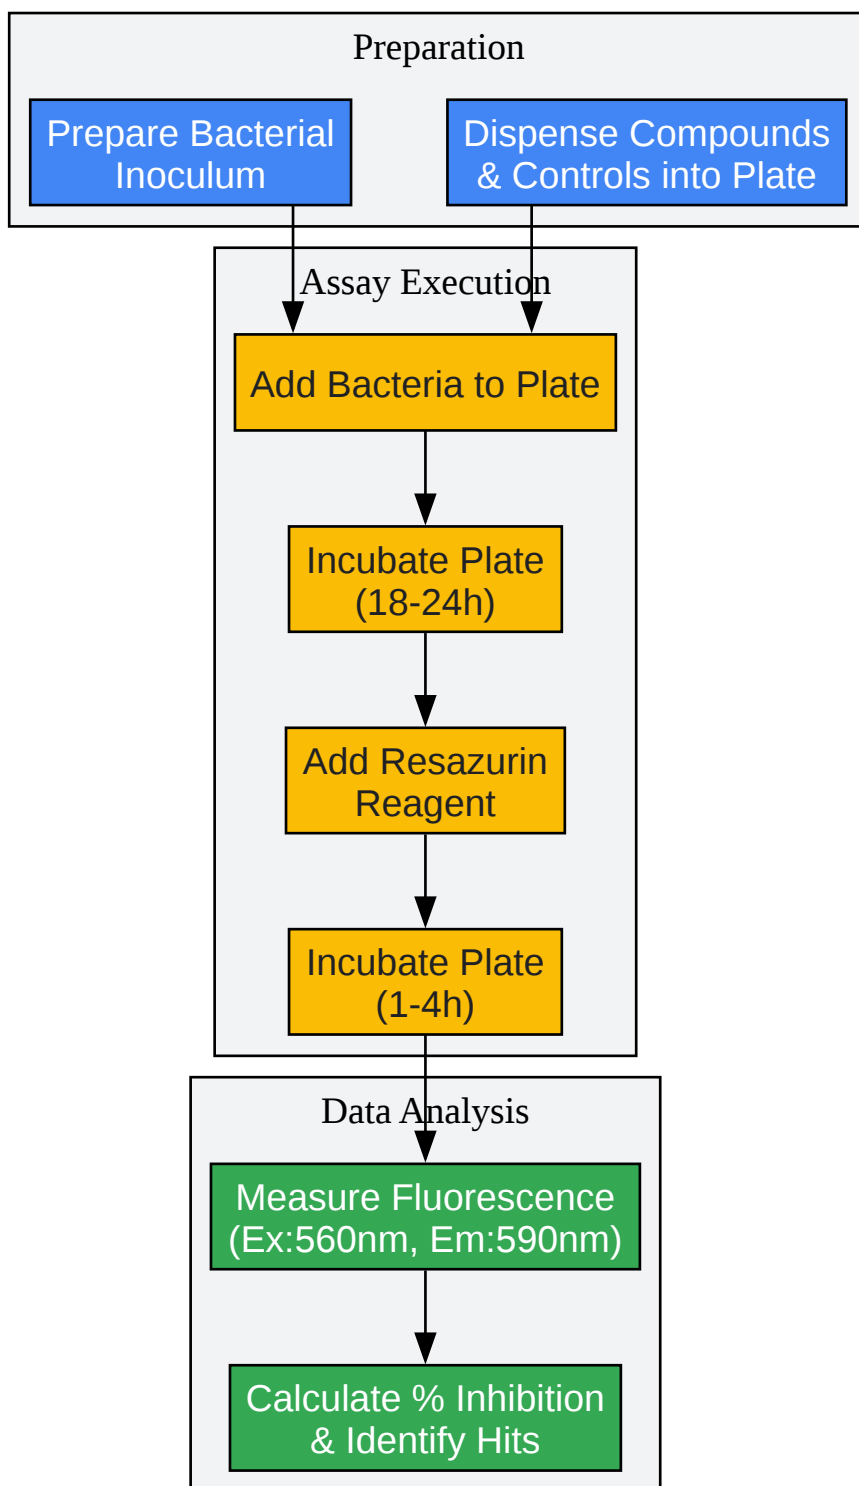 Preparation
Prepare Bacterial
Inoculum
Dispense Compounds
& Controls into Plate
Assay Execution
Add Bacteria to Plate
Incubate Plate
(18-24h)
Add Resazurin
Reagent
Incubate Plate
(1-4h)
Data Analysis
Measure Fluorescence
(Ex:560nm, Em:590nm)
Calculate % Inhibition
& Identify Hits